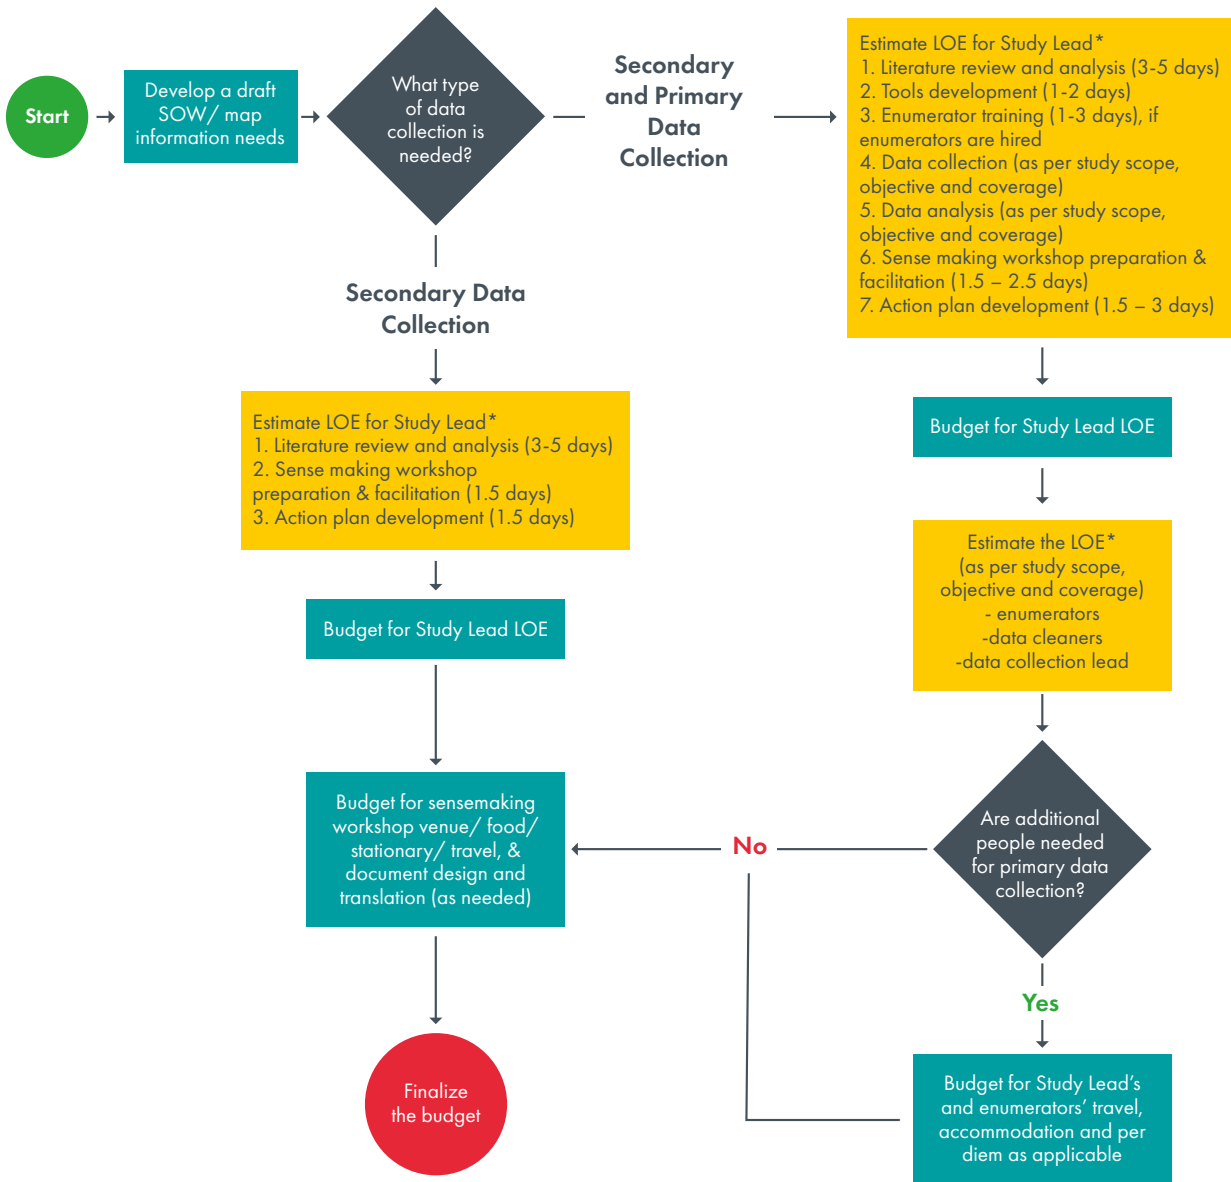 Start
Develop a draft
SOW/ map
information needs
What type
of data
collection is
needed?
Secondary
and Primary
Data
Collection
Estimate LOE for Study Lead*
1. Literature review and analysis (3-5 days)
2. Tools development (1-2 days)
3. Enumerator training (1-3 days), if
enumerators are hired
4. Data collection (as per study scope,
objective and coverage)
5. Data analysis (as per study scope,
objective and coverage)
6. Sense making workshop preparation &
facilitation (1.5 – 2.5 days)
7. Action plan development (1.5 – 3 days)
Secondary Data
Collection
Estimate LOE for Study Lead*
1. Literature review and analysis (3-5 days)
2. Sense making workshop
preparation & facilitation (1.5 days)
3. Action plan development (1.5 days)
Budget for Study Lead LOE
Budget for Study Lead LOE
Estimate the LOE*
(as per study scope,
objective and coverage)
- enumerators
-data cleaners
-data collection lead
Budget for sensemaking
workshop venue/ food/
stationary/ travel, &
document design and
translation (as needed)
No
Are additional
people needed
for primary data
collection?
Yes
Finalize
the budget
Budget for Study Lead's
and enumerators' travel,
accommodation and per
diem as applicable